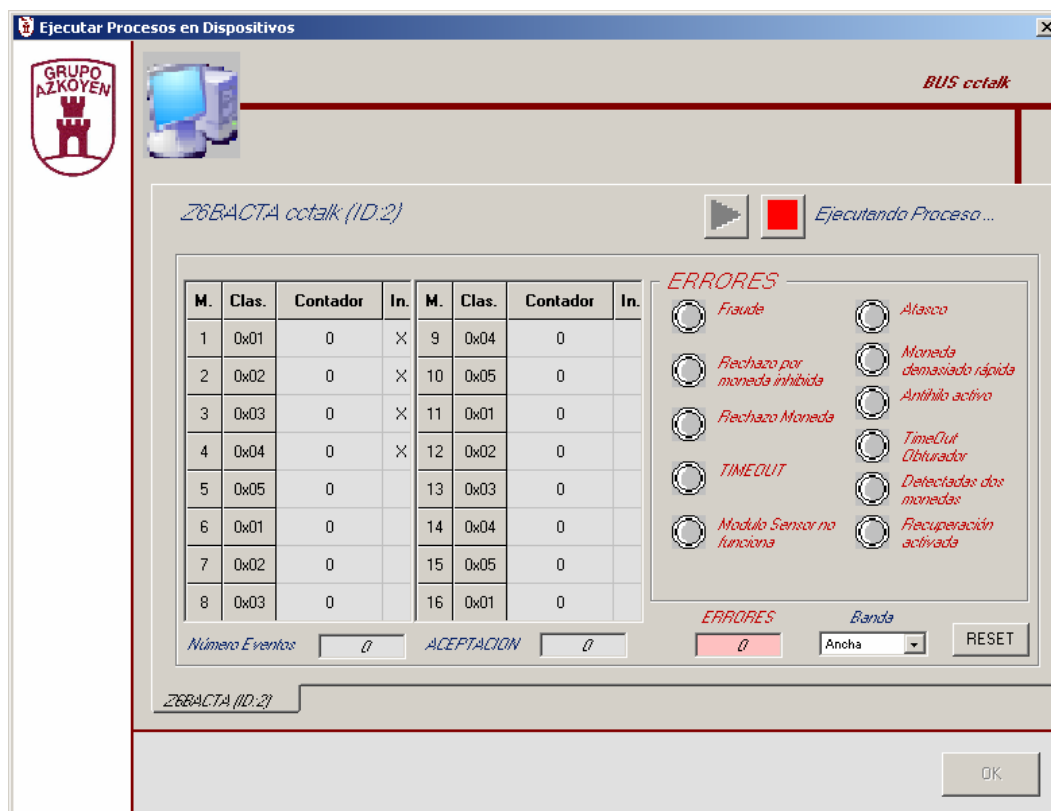 Ejecutar Procesos en Dispositivos
GRUPO
AZKOYEN
BUS cctalk
Z6BACTA cctalk (ID:2)
Ejecutando Proceso ...
M. Clas. Contador In. M. Clas. Contador In.
1 0x01 0 X 9 0x04 0
2 0x02 0 X 10 0x05 0
3 0x03 0 X 11 0x01 0
4 0x04 0 X 12 0x02 0
5 0x05 0 13 0x03 0
6 0x01 0 14 0x04 0
7 0x02 0 15 0x05 0
8 0x03 0 16 0x01 0
Número Eventos 0 ACEPTACION 0
ERRORES
Fraude
Rechazo por
moneda inhibida
Rechazo Moneda
TIMEOUT
Modulo Sensor no
funciona
Atasco
Moneda
demasiado rápida
Antihilo activo
TimeOut
Obturador
Detectadas dos
monedas
Recuperación
activada
ERRORES
0
Banda
Ancha
RESET
Z6BACTA (ID:2)
OK